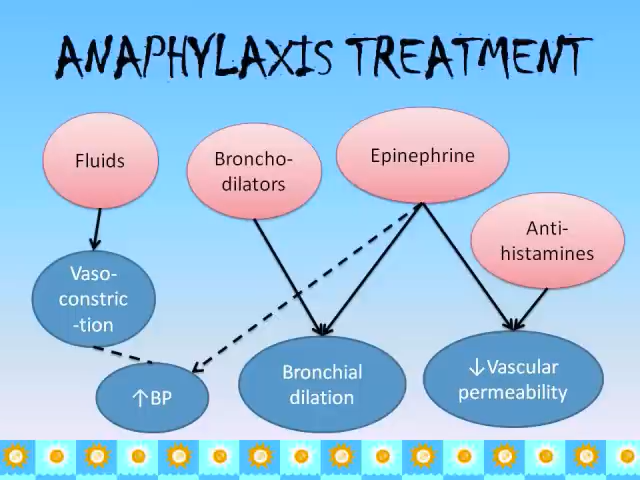 ANAPHYLAXIS TREATMENT
Fluids
Broncho-
dilators
Epinephrine
Anti-
histamines
Vaso-
constric
-tion
↑BP
Bronchial
dilation
↓Vascular
permeability